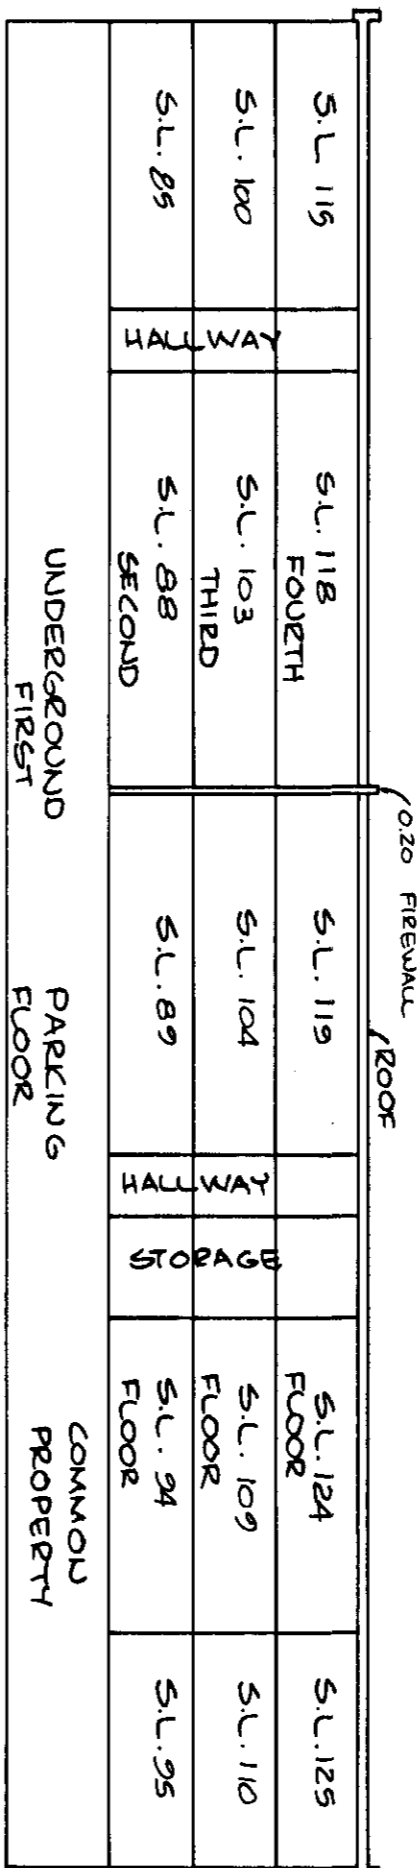 0.20 FIREWALL
ROOF
S.L 115
S.L. 118
S.L. 119
S.L. 124
S.L. 125
FOURTH FLOOR
S.L. 100
S.L. 103
S.L. 104
S.L. 109
S.L. 110
THIRD FLOOR
S.L. 85
S.L. 88
S.L. 89
S.L. 94
S.L. 95
SECOND FLOOR
HALLWAY
HALLWAY
STORAGE
UNDERGROUND PARKING COMMON PROPERTY
FIRST FLOOR